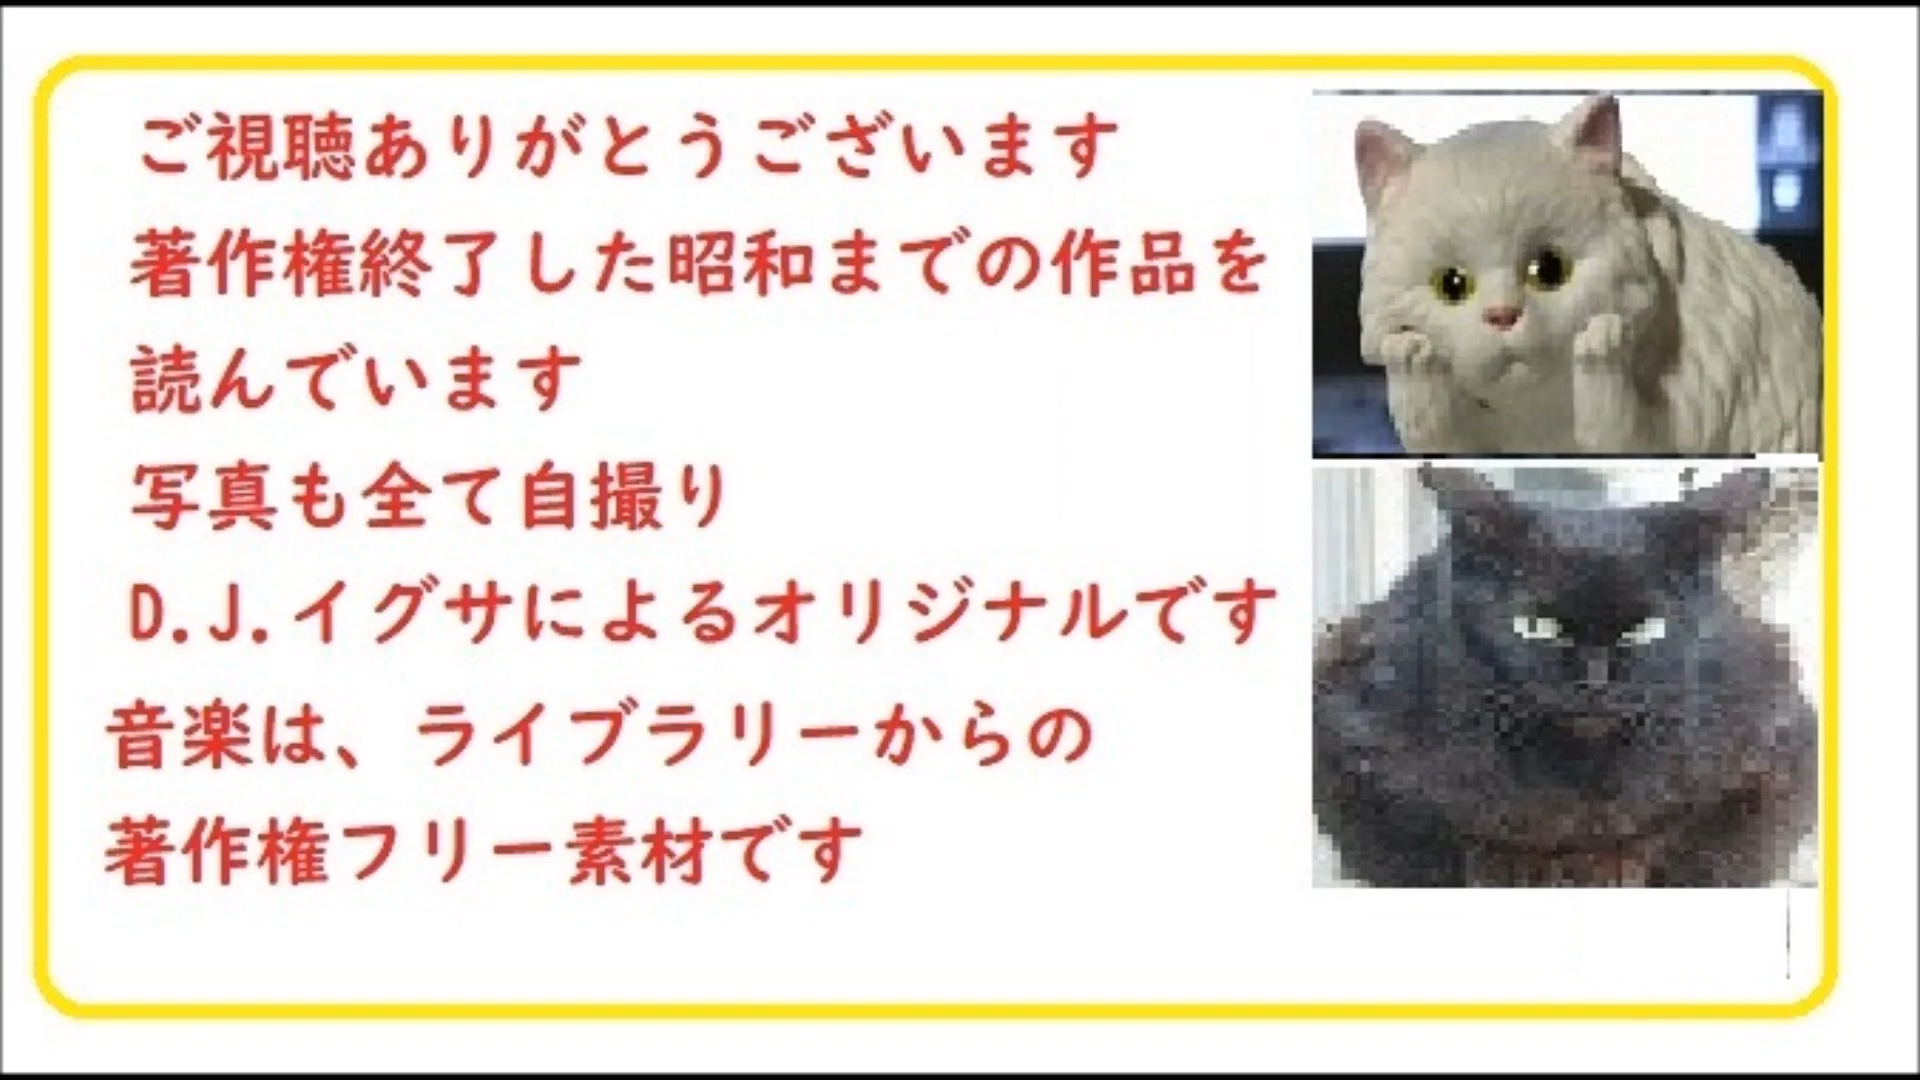 ご視聴ありがとうございます
著作権終了した昭和までの作品を
読んでいます
写真も全て自撮り
D.J.イグサによるオリジナルです
音楽は、ライブラリーからの
著作権フリー素材です